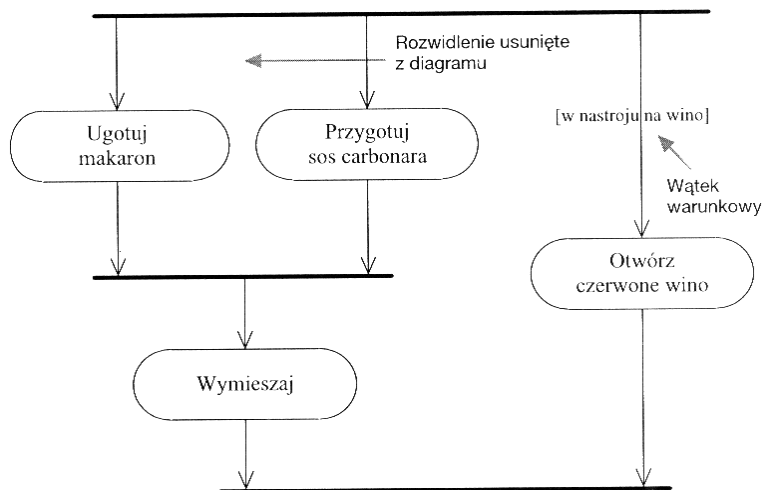 Rozwidlenie usunięte
z diagramu
Ugotuj
makaron
Przygotuj
sos carbonara
[w nastroju na wino]
Wątek
warunkowy
Otwórz
czerwone wino
Wymieszaj